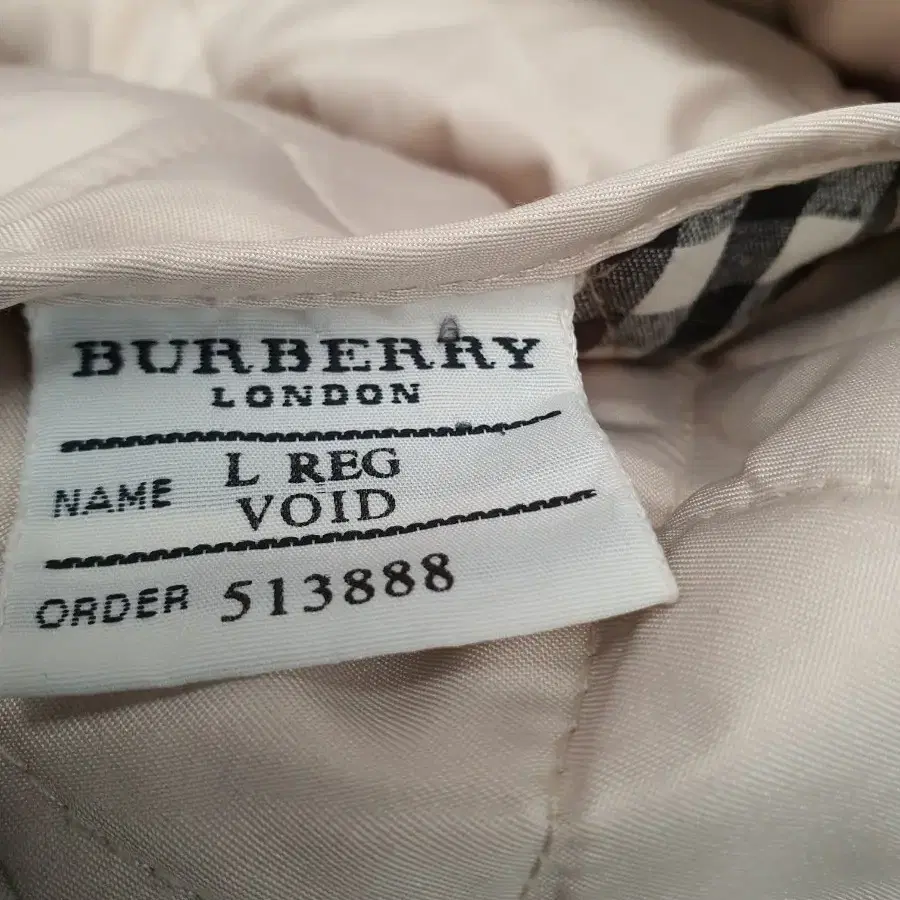 BURBERRY
LONDON
NAME L REG
VOID
ORDER 513888